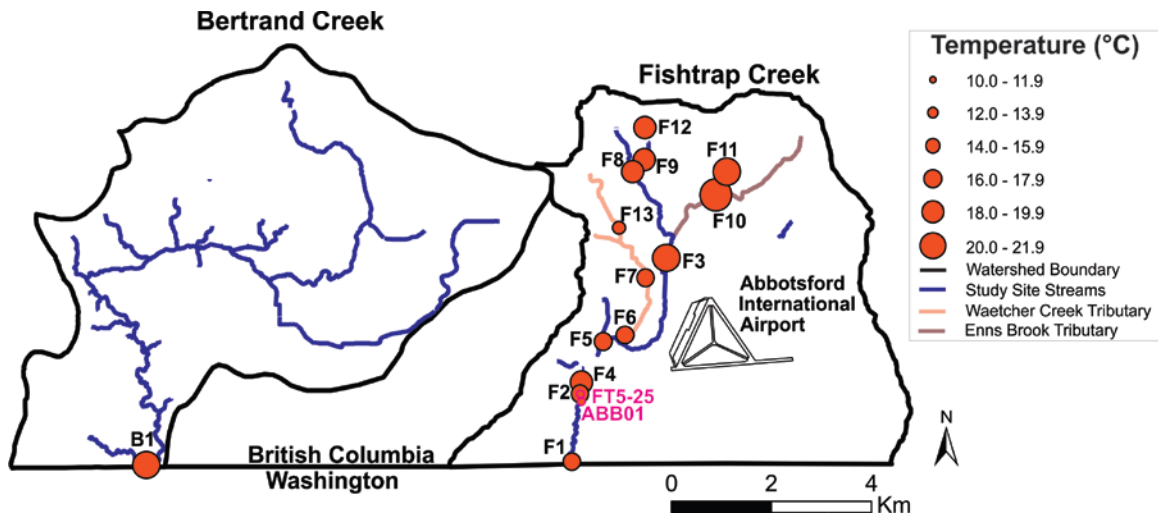 Bertrand Creek
Fishtrap Creek
F12
F11
F8
F9
F10
F13
F3
F7
Abbotsford
International
Airport
F6
F5
F4
F2
FT5-25
ABB01
F1
B1
British Columbia
Washington
N
0
2
4
Km
Temperature (°C)
10.0 - 11.9
12.0 - 13.9
14.0 - 15.9
16.0 - 17.9
18.0 - 19.9
20.0 - 21.9
Watershed Boundary
Study Site Streams
Waetcher Creek Tributary
Enns Brook Tributary